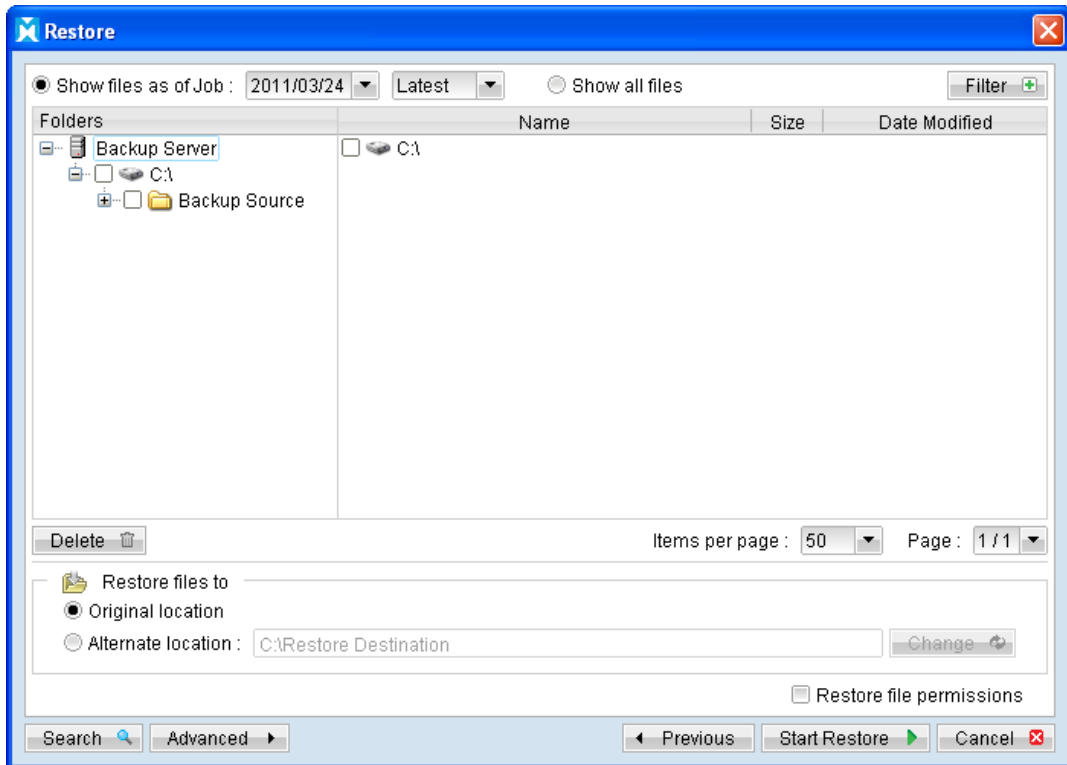 Restore
Show files as of Job : 2011/03/24 Latest Show all files Filter
Folders Name Size Date Modified
Backup Server C:\
C:\
Backup Source
Delete Items per page : 50 Page : 1 / 1
Restore files to
Original location
Alternate location : C:\Restore Destination Change
Restore file permissions
Search Advanced Previous Start Restore Cancel